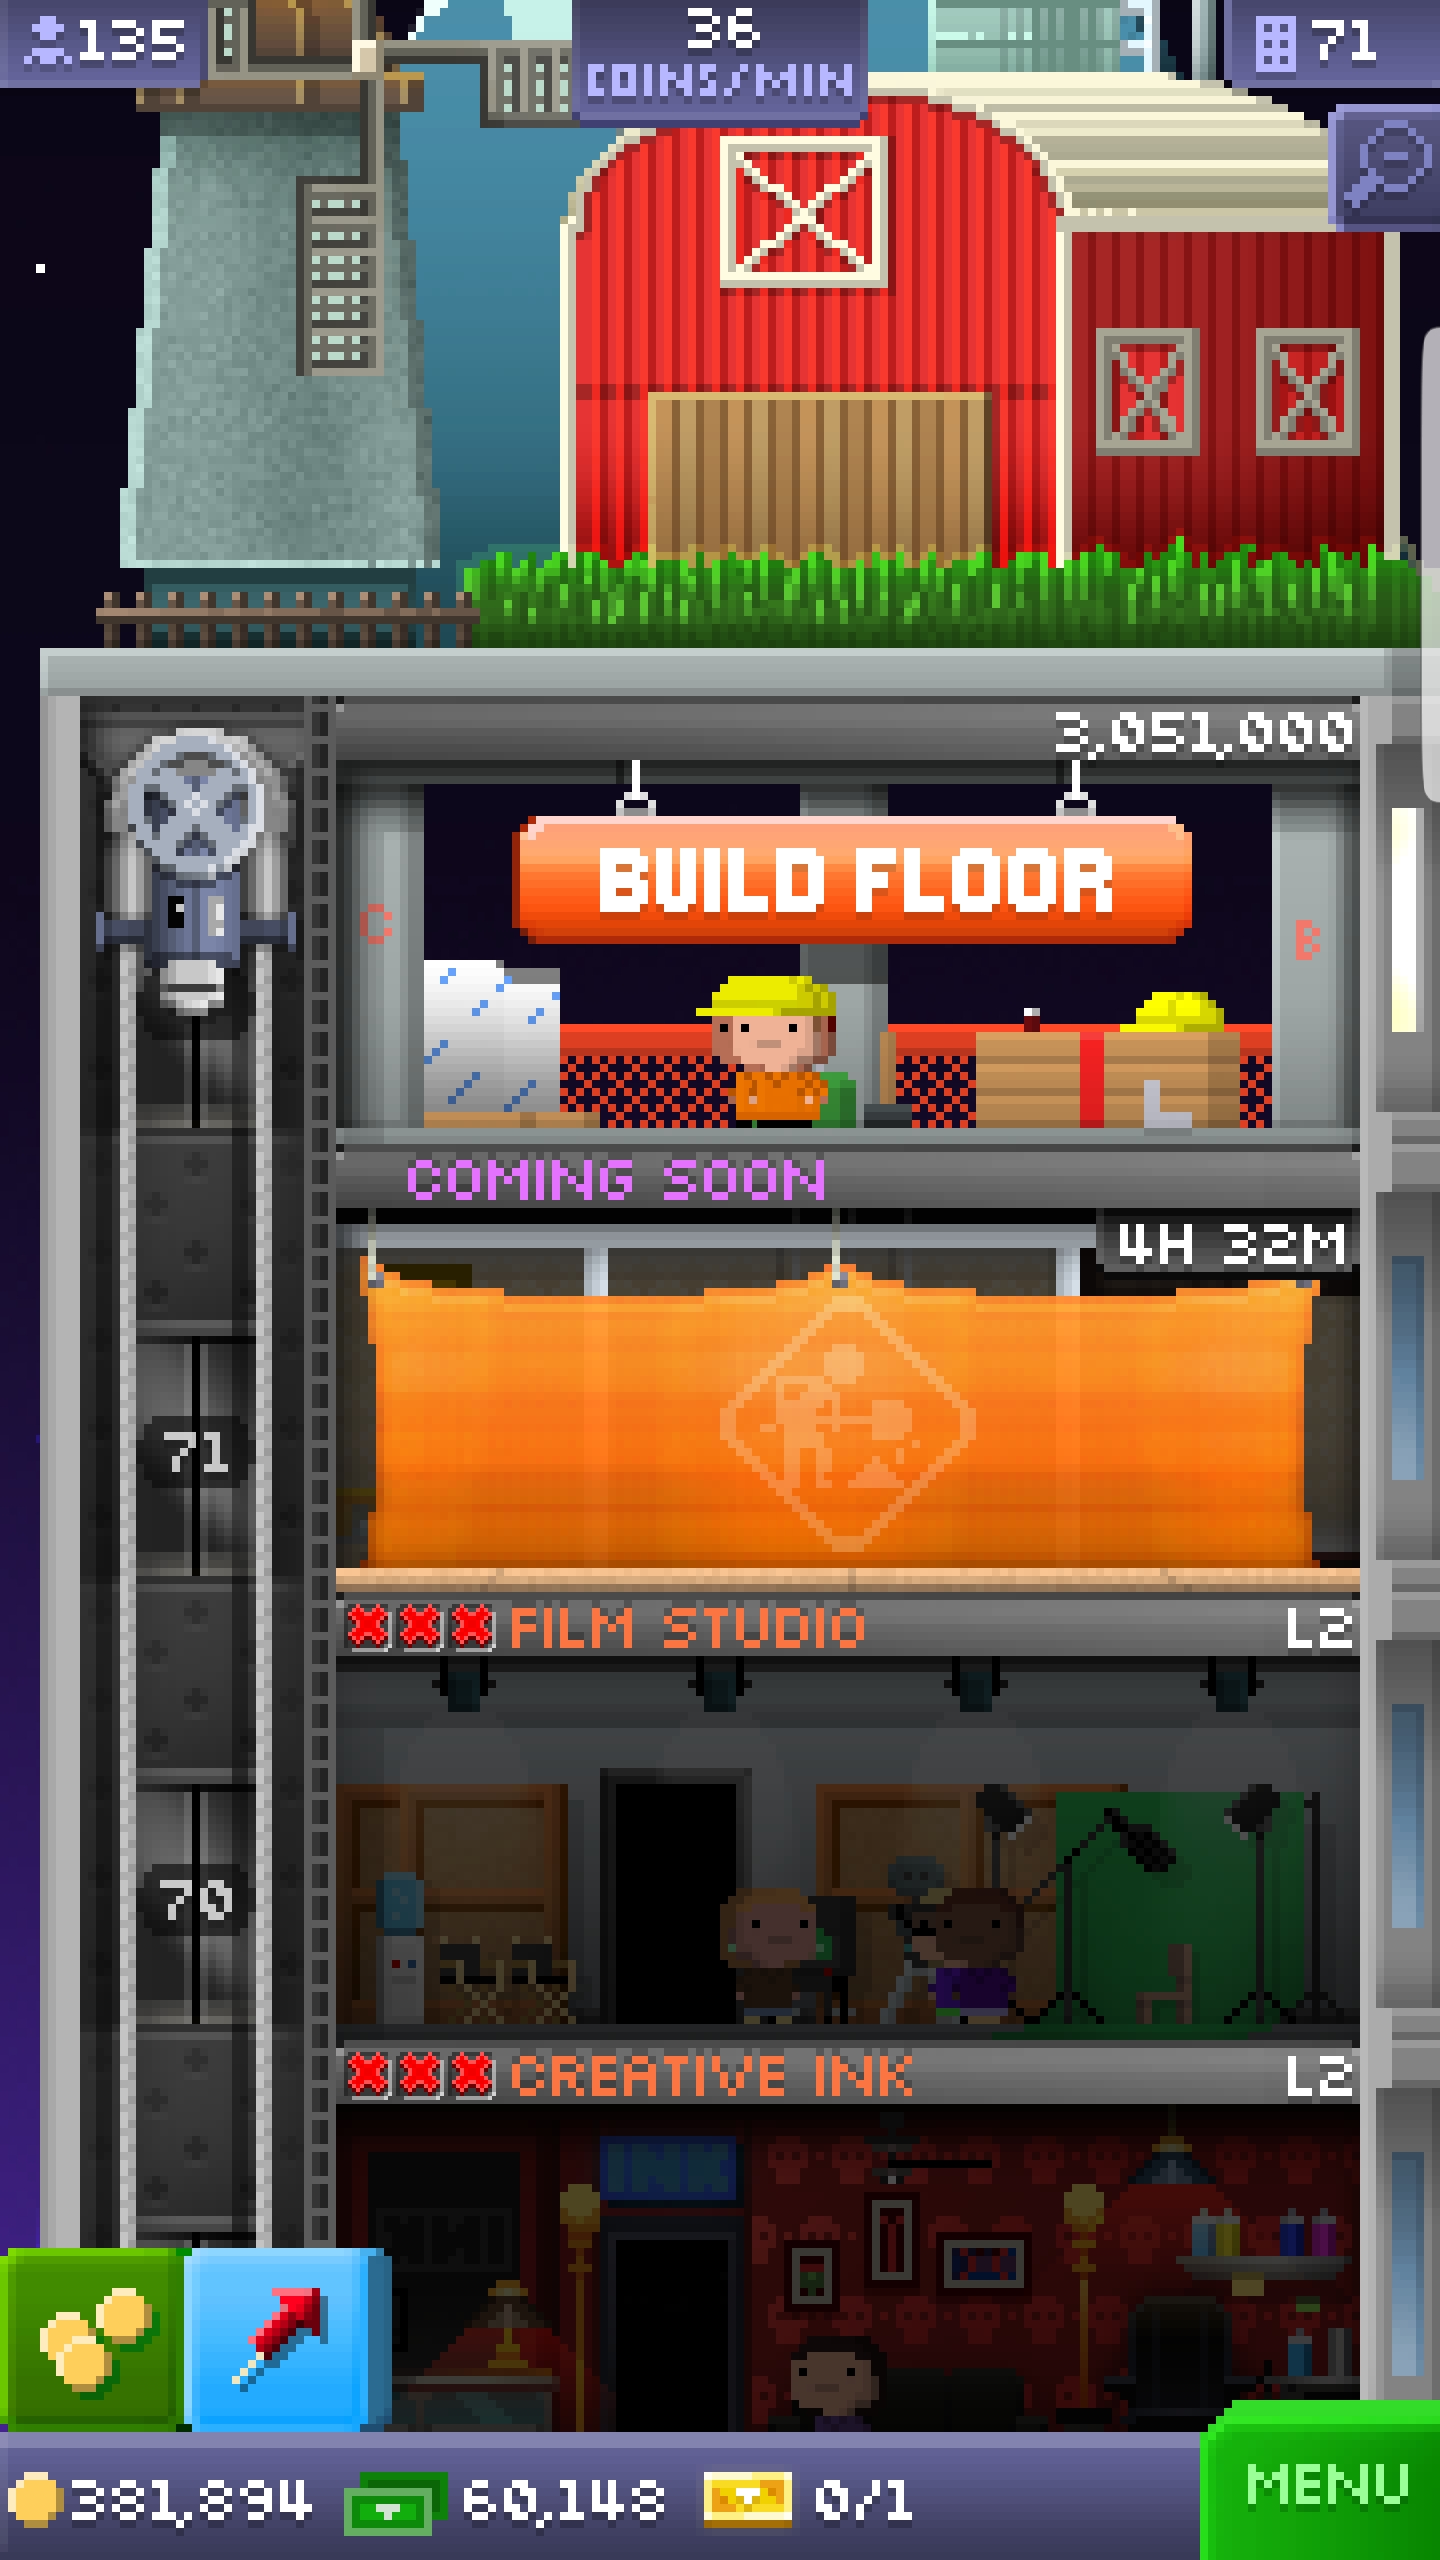 135
36
COINS/MIN
71
3,051,000
BUILD FLOOR
C
B
COMING SOON
4H 32M
71
FILM STUDIO L2
70
CREATIVE INK L2
INK
381,894 60,148 0/1
MENU